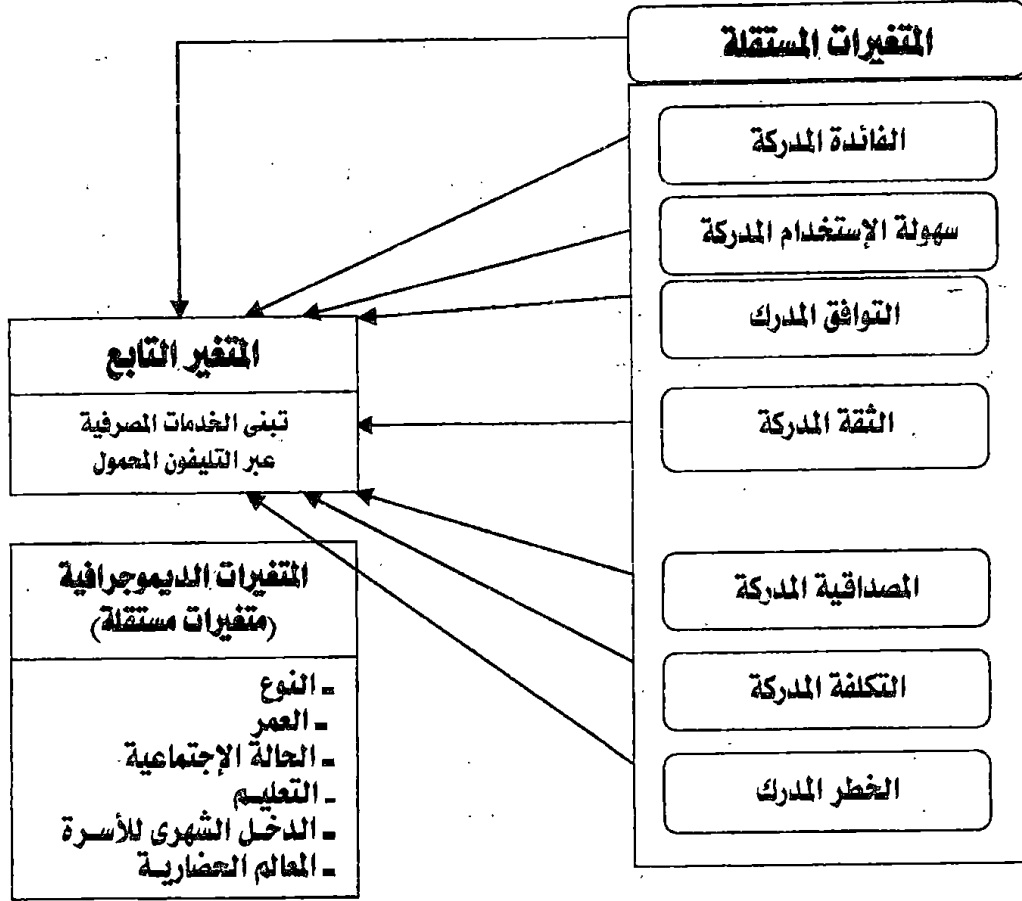 المتغيرات المستقلة
الفائدة المدركة
سهولة الإستخدام المدركة
التوافق المدرك
الثقة المدركة
المصداقية المدركة
التكلفة المدركة
الخطر المدرك
المتغير التابع
تبنى الخدمات المصرفية
عبر التليفون المحمول
المتغيرات الديموجرافية
(متغيرات مستقلة)
- النوع
- العمر
- الحالة الإجتماعية
- التعليم
- الدخل الشهرى للأسرة
- المعالم الحضارية